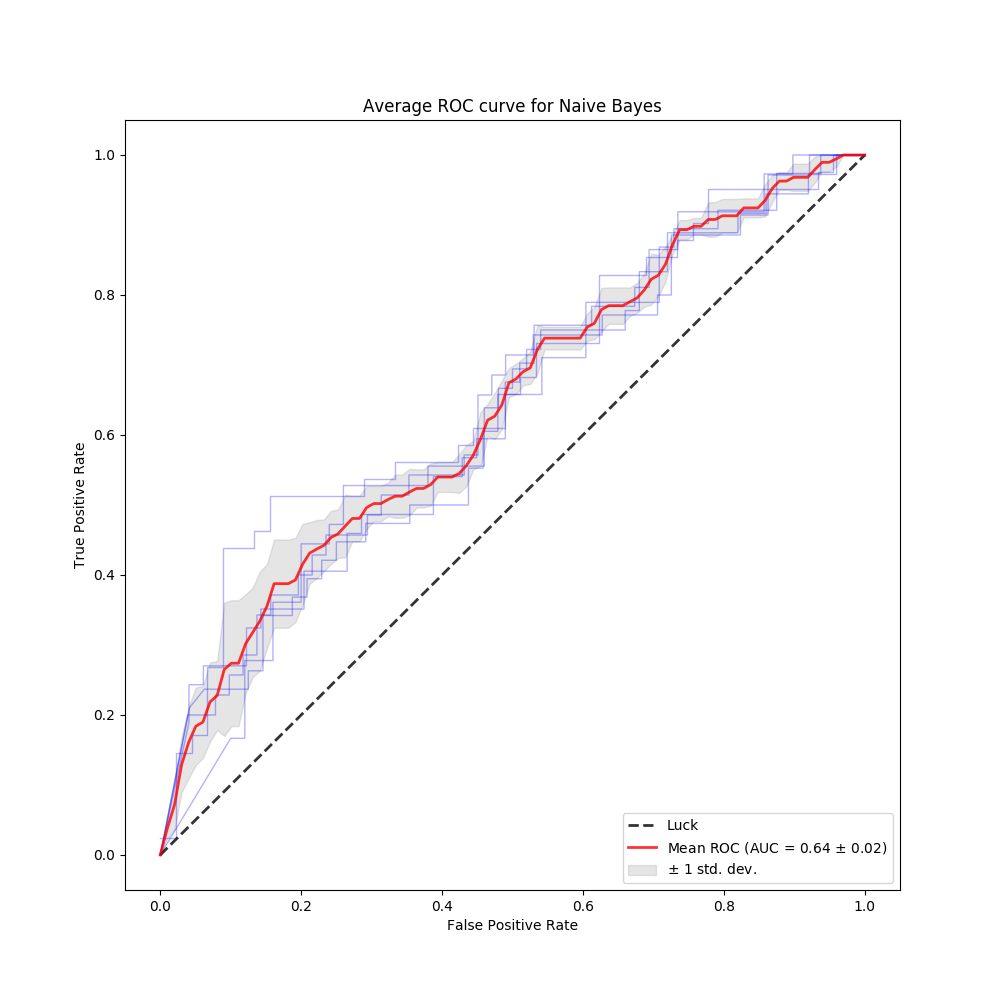 Average ROC curve for Naive Bayes
True Positive Rate
1.0
0.8
0.6
0.4
0.2
0.0
Luck
Mean ROC (AUC = 0.64 ± 0.02)
± 1 std. dev.
0.0 0.2 0.4 0.6 0.8 1.0
False Positive Rate